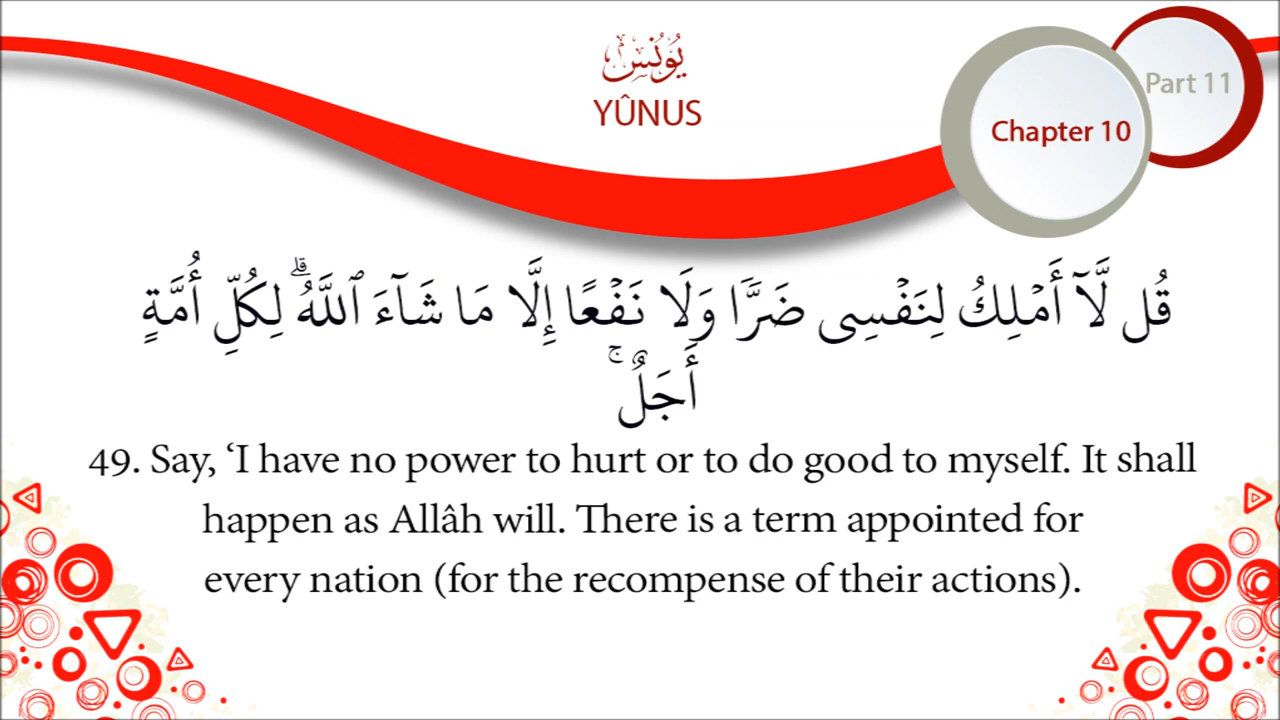 يُونُس
YÛNUS
Part 11
Chapter 10
قُل لَّآ أَمْلِكُ لِنَفْسِى ضَرًّا وَلَا نَفْعًا إِلَّا مَا شَآءَ ٱللَّهُ ۗ لِكُلِّ أُمَّةٍ
أَجَلٌ ۚ
49. Say, ‘I have no power to hurt or to do good to myself. It shall
happen as Allâh will. There is a term appointed for
every nation (for the recompense of their actions).